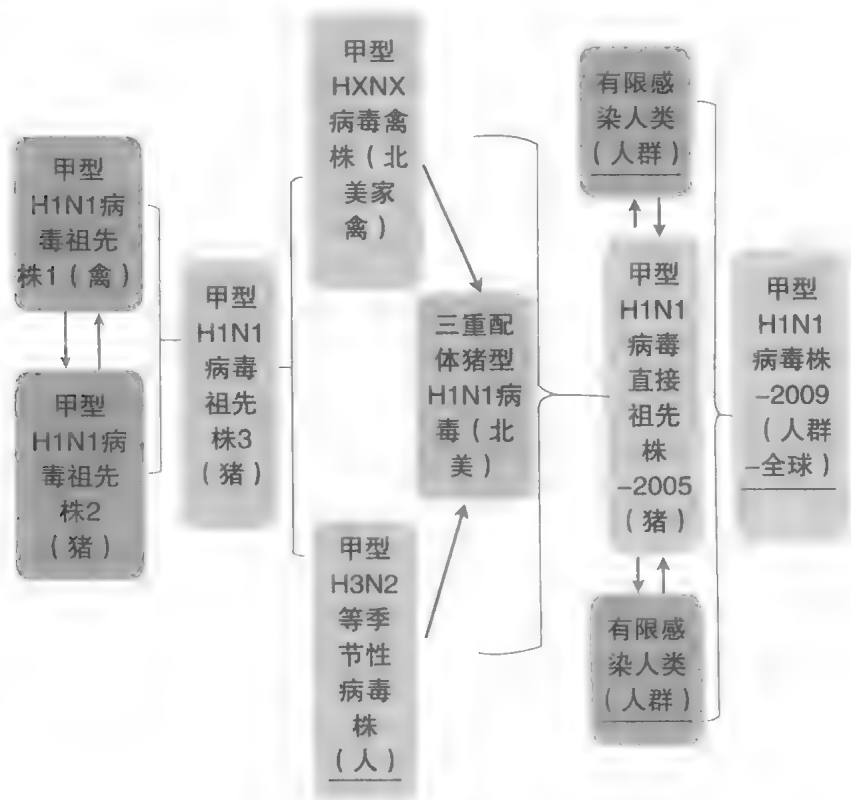 甲型
H1N1病
毒祖先
株1（禽）
甲型
H1N1病
毒祖先
株2
（猪）
甲型
H1N1
病毒
祖先
株3
（猪）
甲型
HXNX
病毒禽
株（北
美家
禽）
甲型
H3N2
等季
节性
病毒
株
（人）
三重配
体猪型
H1N1病
毒（北
美）
有限感
染人类
（人群）
甲型
H1N1
病毒
直接
祖先
株
-2005
（猪）
有限感
染人类
（人群）
甲型
H1N1
病毒株
-2009
（人群
-全球）